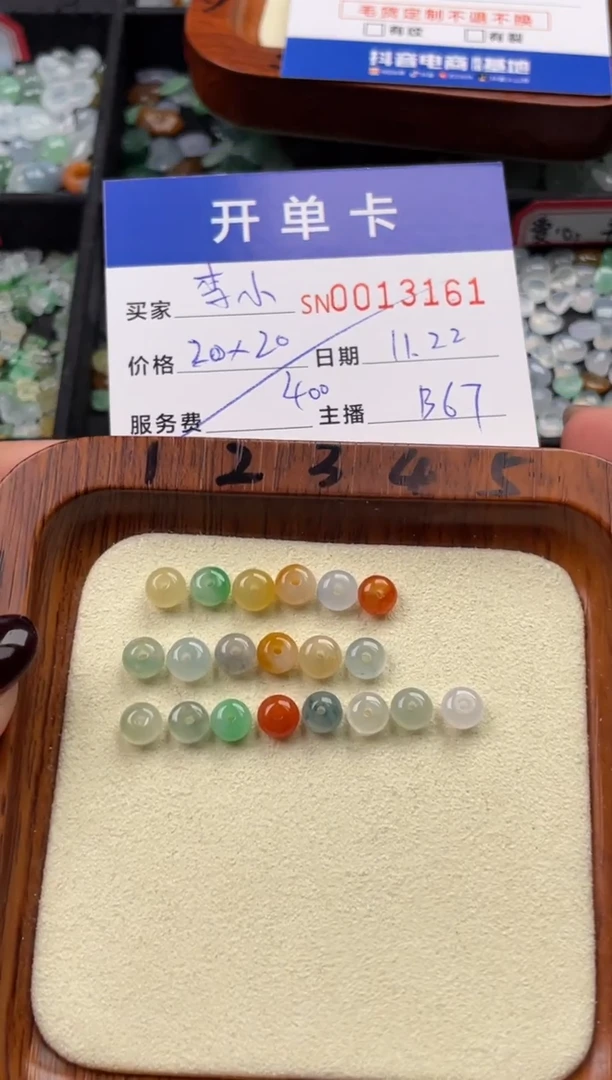 毛货定制不退不换
有纹 有裂
抖音电商 基地
开单卡
买家 李小 SN0013161
价格 20×20 日期 11.22
400
服务费 主播 B67
1 2 3 4 5